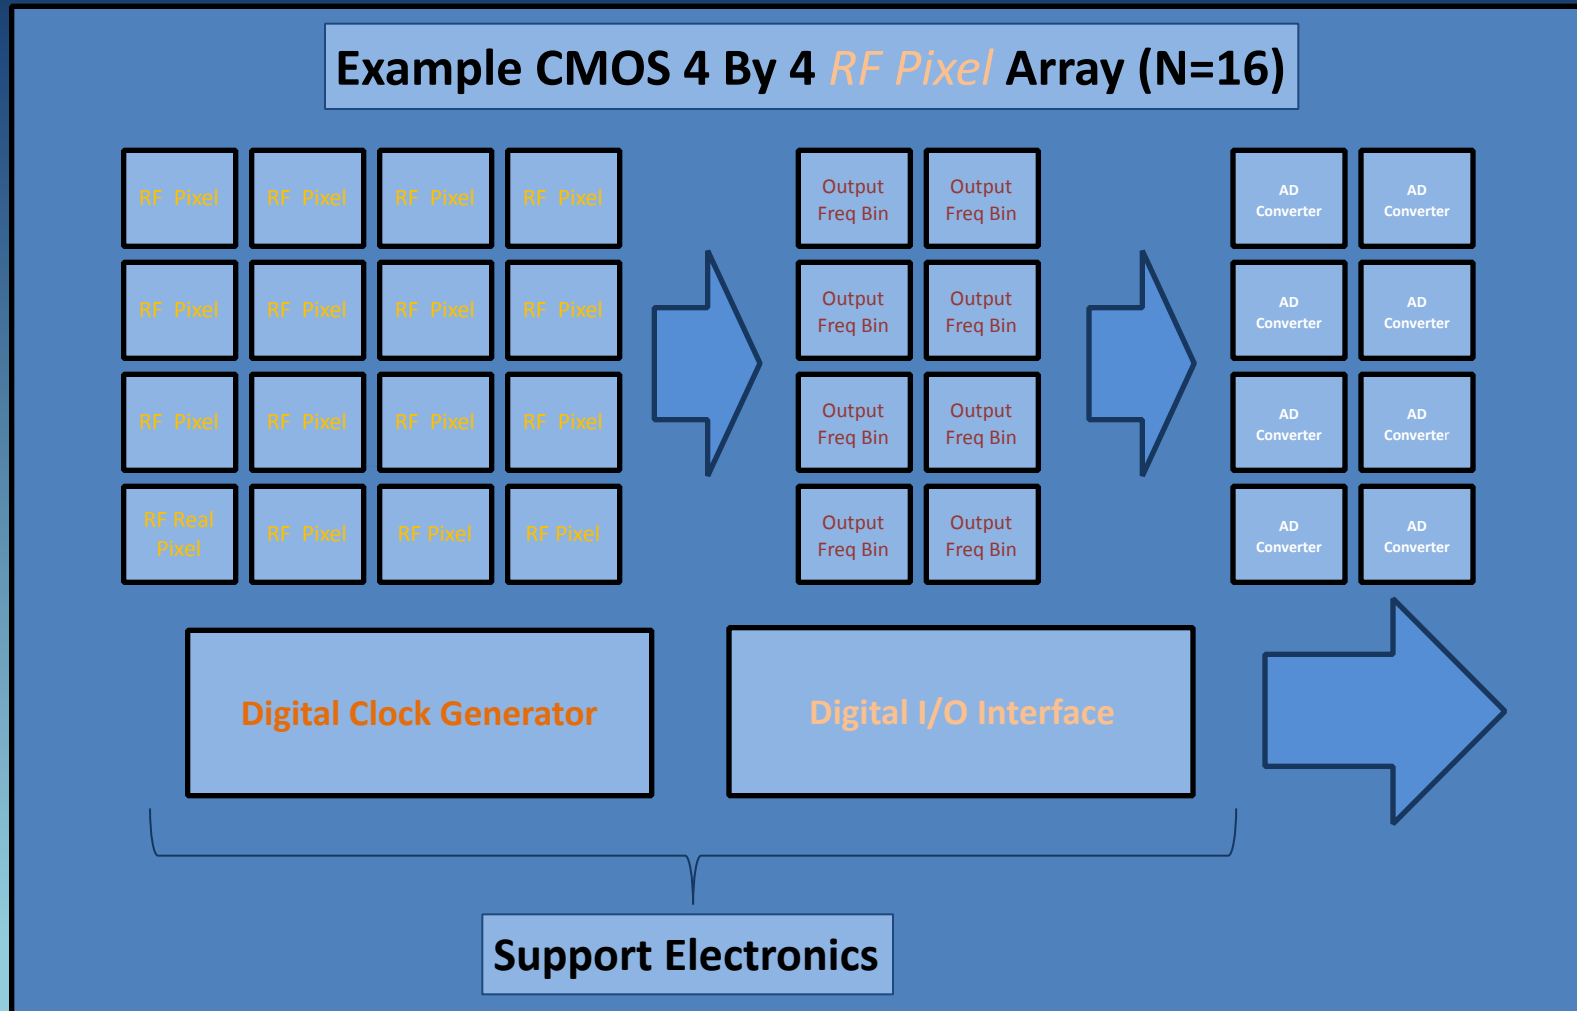 Example CMOS 4 By 4 RF Pixel Array (N=16)
RF Pixel RF Pixel RF Pixel RF Pixel
Output Output
Freq Bin Freq Bin
AD AD
Converter Converter
RF Pixel RF Pixel RF Pixel RF Pixel
Output Output
Freq Bin Freq Bin
AD AD
Converter Converter
RF Pixel RF Pixel RF Pixel RF Pixel
Output Output
Freq Bin Freq Bin
AD AD
Converter Converter
RF Real
Pixel
RF Pixel RF Pixel RF Pixel
Output Output
Freq Bin Freq Bin
AD AD
Converter Converter
Digital Clock Generator
Digital I/O Interface
Support Electronics